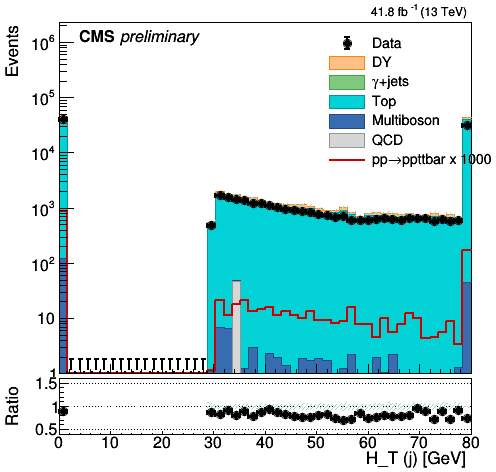 41.8 fb⁻¹ (13 TeV)
Events
CMS preliminary
Data
DY
γ+jets
Top
Multiboson
QCD
pp→ppttbar x 1000
10⁶
10⁵
10⁴
10³
10²
10
1
Ratio
1.5
1
0.5
0 10 20 30 40 50 60 70 80
H_T (j) [GeV]